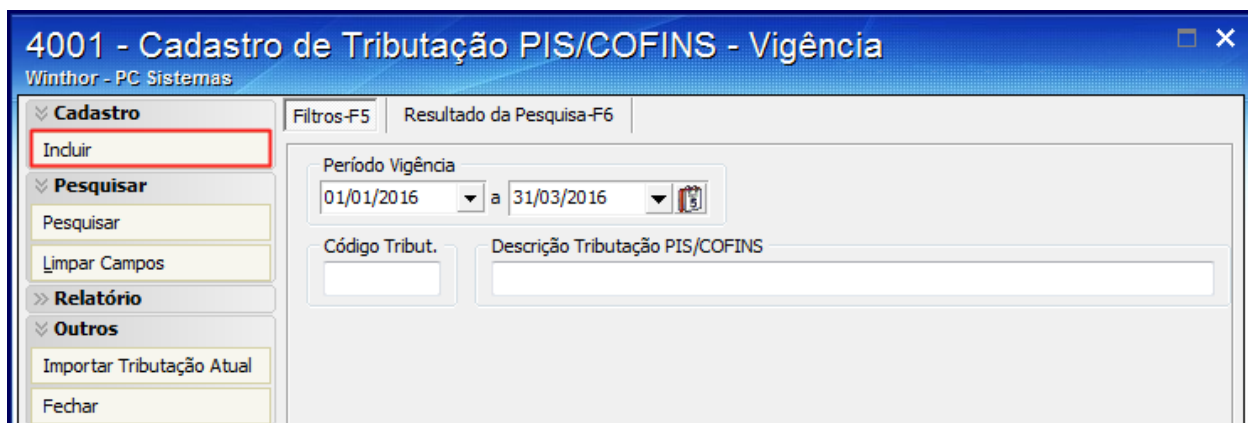 4001 - Cadastro de Tributação PIS/COFINS - Vigência
Winthor - PC Sistemas
Cadastro
Incluir
Pesquisar
Pesquisar
Limpar Campos
Relatório
Outros
Importar Tributação Atual
Fechar
Filtros-F5 Resultado da Pesquisa-F6
Período Vigência
01/01/2016 a 31/03/2016
Código Tribut. Descrição Tributação PIS/COFINS